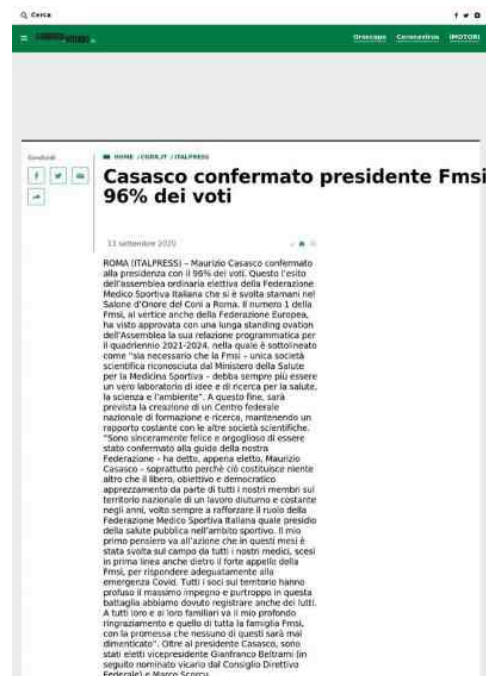 Cerca
Oroscopo Coronavirus IMOTORI
Condividi
HOME / CORR.IT / ITALPRESS
Casasco confermato presidente Fmsi
96% dei voti
11 settembre 2020
ROMA (ITALPRESS) – Maurizio Casasco confermato
alla presidenza con il 96% dei voti. Questo l'esito
dell'assemblea ordinaria elettiva della Federazione
Medico Sportiva Italiana che si è svolta stamani nel
Salone d'Onore del Coni a Roma. Il numero 1 della
Fmsi, al vertice anche della Federazione Europea,
ha visto approvata con una lunga standing ovation
dell'Assemblea la sua relazione programmatica per
il quadriennio 2021-2024, nella quale è sottolineato
come "sia necessario che la Fmsi – unica società
scientifica riconosciuta dal Ministero della Salute
per la Medicina Sportiva – debba sempre più essere
un vero laboratorio di idee e di ricerca per la salute,
la scienza e l'ambiente". A questo fine, sarà
prevista la creazione di un Centro federale
nazionale di formazione e ricerca, mantenendo un
rapporto costante con le altre società scientifiche.
"Sono sinceramente felice e orgoglioso di essere
stato confermato alla guida della nostra
Federazione – ha detto, appena eletto, Maurizio
Casasco – soprattutto perchè ciò costituisce niente
altro che il libero, obiettivo e democratico
apprezzamento da parte di tutti i nostri membri sul
territorio nazionale di un lavoro diuturno e costante
negli anni, volto sempre a rafforzare il ruolo della
Federazione Medico Sportiva Italiana quale presidio
della salute pubblica nell'ambito sportivo. Il mio
primo pensiero va all'azione che in questi mesi è
stata svolta sul campo da tutti i nostri medici, scesi
in prima linea anche dietro il forte appello della
Fmsi, per rispondere adeguatamente alla
emergenza Covid. Tutti i soci sul territorio hanno
profuso il massimo impegno e purtroppo in questa
battaglia abbiamo dovuto registrare anche dei lutti.
A tutti loro e ai loro familiari va il mio profondo
ringraziamento e quello di tutta la famiglia Fmsi,
con la promessa che nessuno di questi sarà mai
dimenticato". Oltre al presidente Casasco, sono
stati eletti vicepresidente Gianfranco Beltrami (in
seguito nominato vicario dal Consiglio Direttivo
Federale) e Marco Scorcu